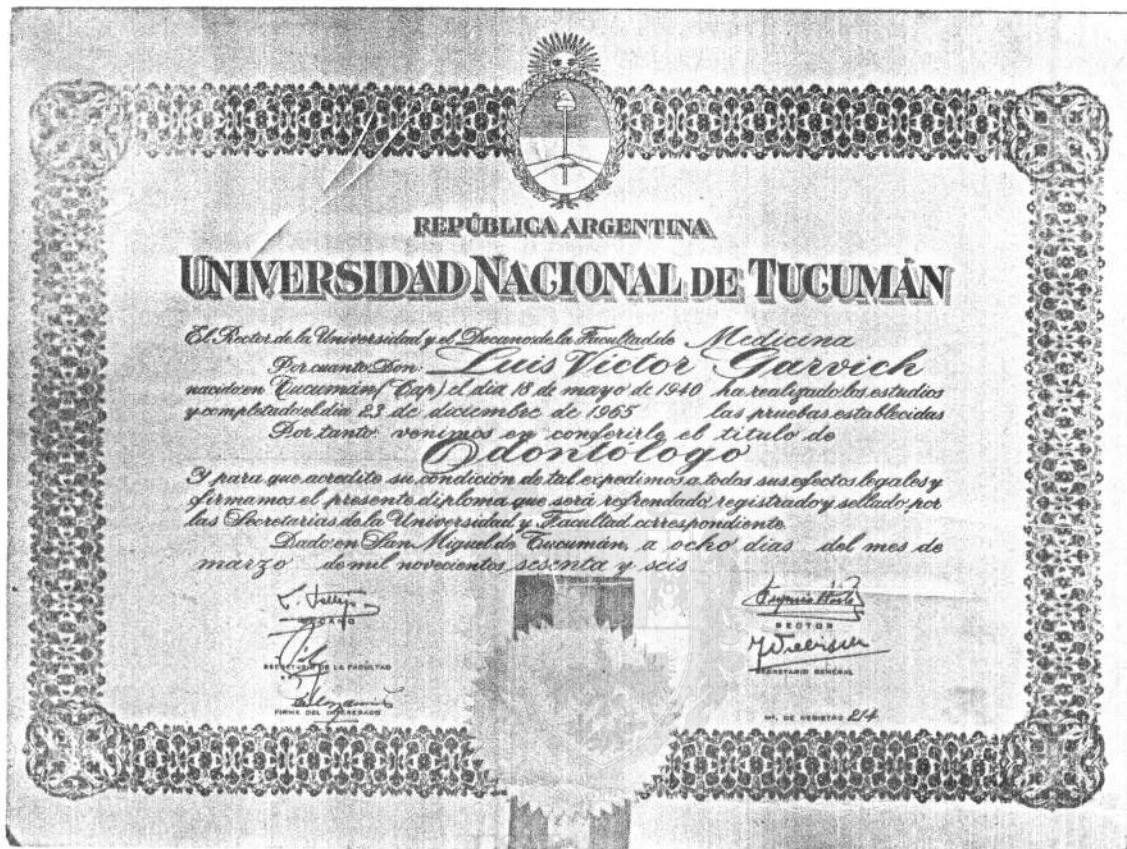 REPÚBLICA ARGENTINA
UNIVERSIDAD NACIONAL DE TUCUMÁN
El Rector de la Universidad y el Decano de la Facultad de Medicina
Por cuanto Don: Luis Victor Garvich
nacido en Tucumán (Cap) el día 18 de mayo de 1940 ha realizado los estudios
y completado el día 23 de diciembre de 1965 las pruebas establecidas
Por tanto: venimos en conferirle el título de
Odontologo
Y para que acredite su condición de tal expedimos a todos sus efectos legales y
firmamos el presente diploma que será refrendado, registrado y sellado por
las Secretarias de la Universidad y Facultad correspondiente.
Dado en San Miguel de Tucumán, a ocho dias del mes de
marzo de mil novecientos sesenta y seis
DECANO
RECTOR
SECRETARIO DE LA FACULTAD
SECRETARIO GENERAL
FIRMA DEL INTERESADO
Nº. DE REGISTRO 214